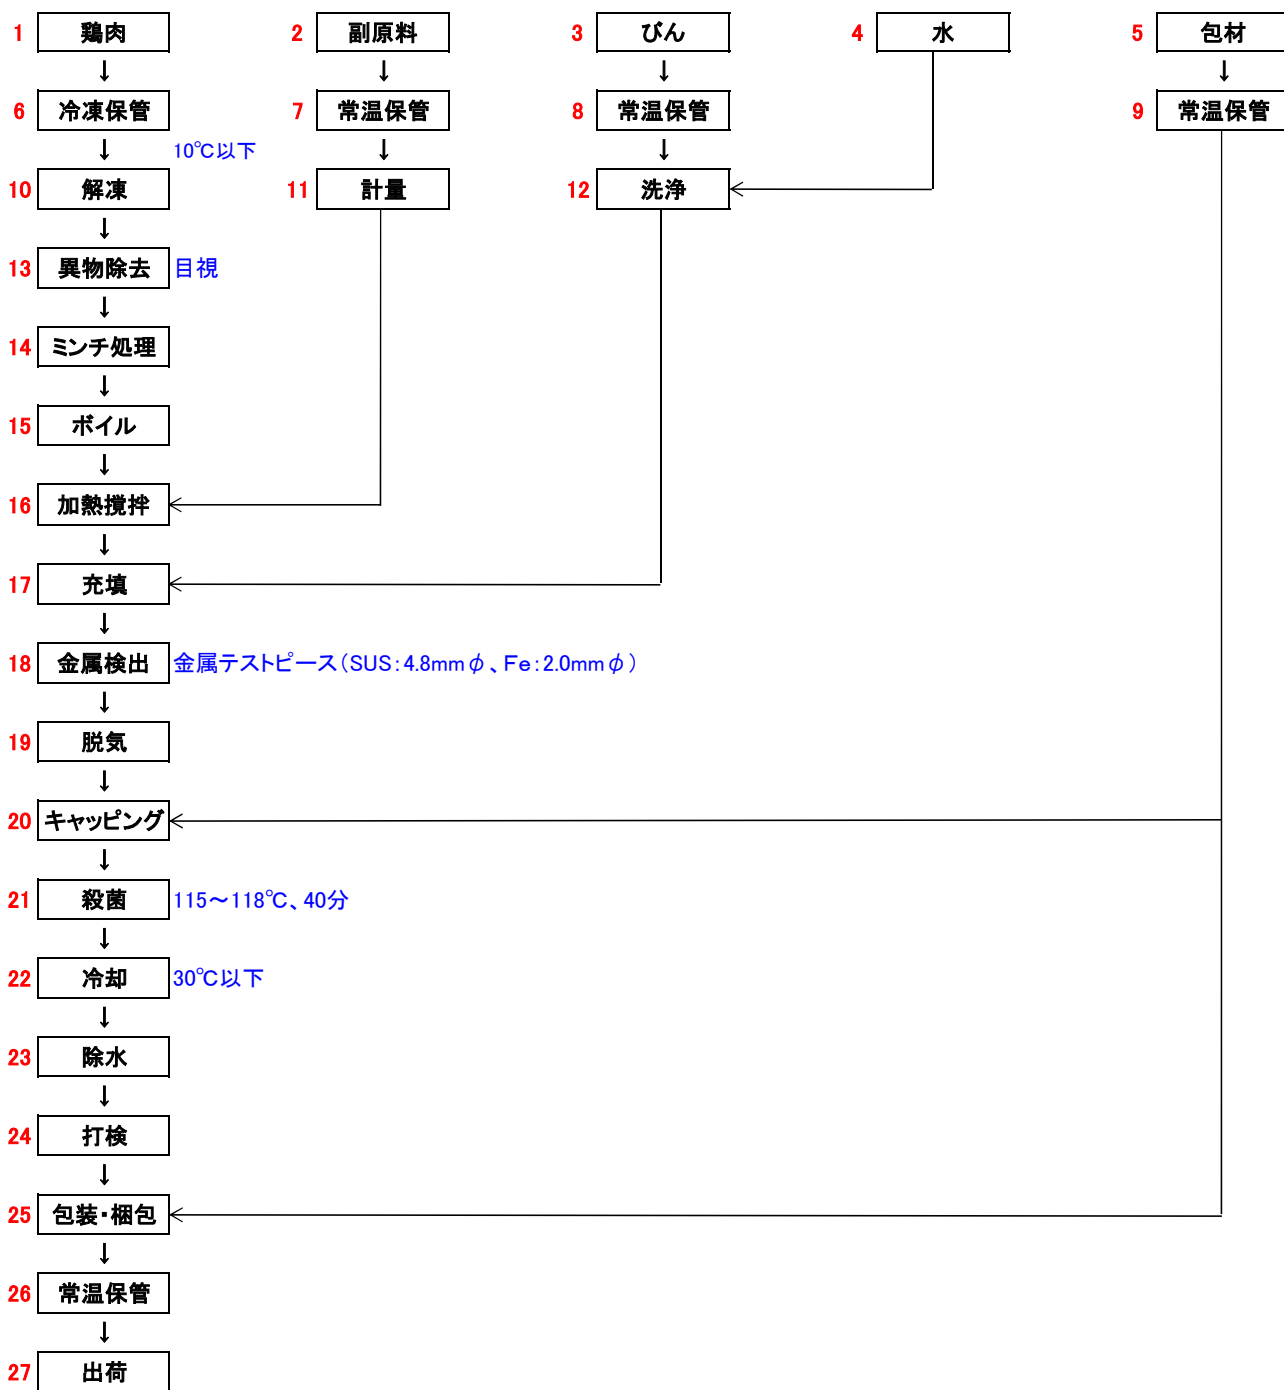 1 鶏肉 2 副原料 3 びん 4 水 5 包材
↓ ↓ ↓ ↓
6 冷凍保管 7 常温保管 8 常温保管 9 常温保管
↓ 10℃以下 ↓ ↓
10 解凍 11 計量 12 洗浄
↓
13 異物除去 目視
↓
14 ミンチ処理
↓
15 ボイル
↓
16 加熱撹拌
↓
17 充填
↓
18 金属検出 金属テストピース(SUS:4.8mmφ、Fe:2.0mmφ)
↓
19 脱気
↓
20 キャッピング
↓
21 殺菌 115~118℃、40分
↓
22 冷却 30℃以下
↓
23 除水
↓
24 打検
↓
25 包装・梱包
↓
26 常温保管
↓
27 出荷